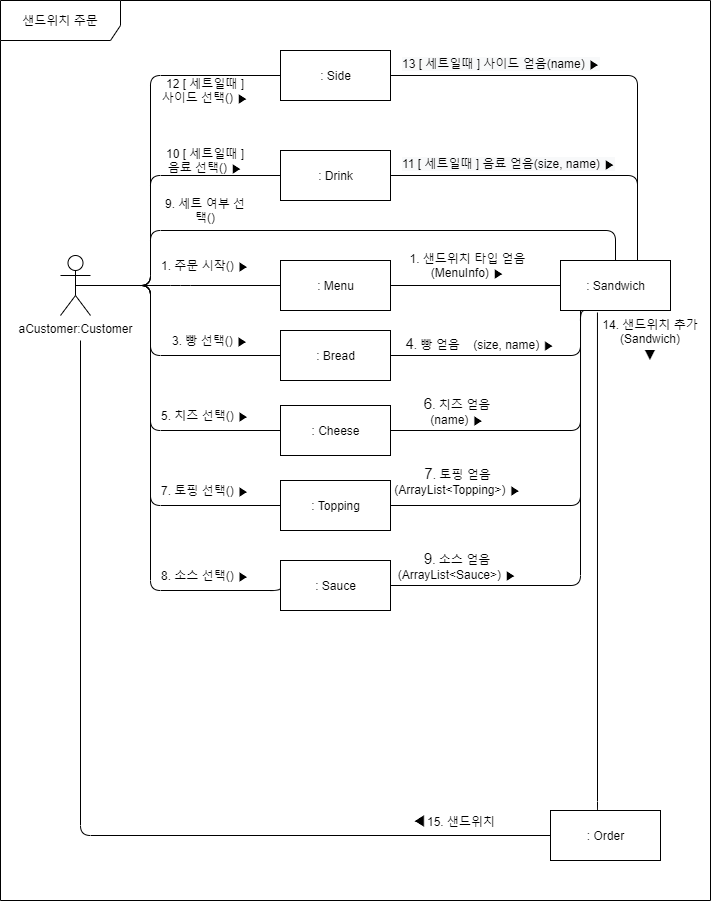 샌드위치 주문
12 [ 세트일때 ]
사이드 선택() ▶
: Side
13 [ 세트일때 ] 사이드 얻음(name) ▶
10 [ 세트일때 ]
음료 선택() ▶
: Drink
11 [ 세트일때 ] 음료 얻음(size, name) ▶
9. 세트 여부 선
택()
1. 주문 시작() ▶
: Menu
1. 샌드위치 타입 얻음
(MenuInfo) ▶
: Sandwich
aCustomer:Customer
14. 샌드위치 추가
(Sandwich)
▼
3. 빵 선택() ▶
: Bread
4. 빵 얻음 (size, name) ▶
5. 치즈 선택() ▶
: Cheese
6. 치즈 얻음
(name) ▶
7. 토핑 선택() ▶
: Topping
7. 토핑 얻음
(ArrayList<Topping>) ▶
8. 소스 선택() ▶
: Sauce
9. 소스 얻음
(ArrayList<Sauce>) ▶
◀ 15. 샌드위치
: Order